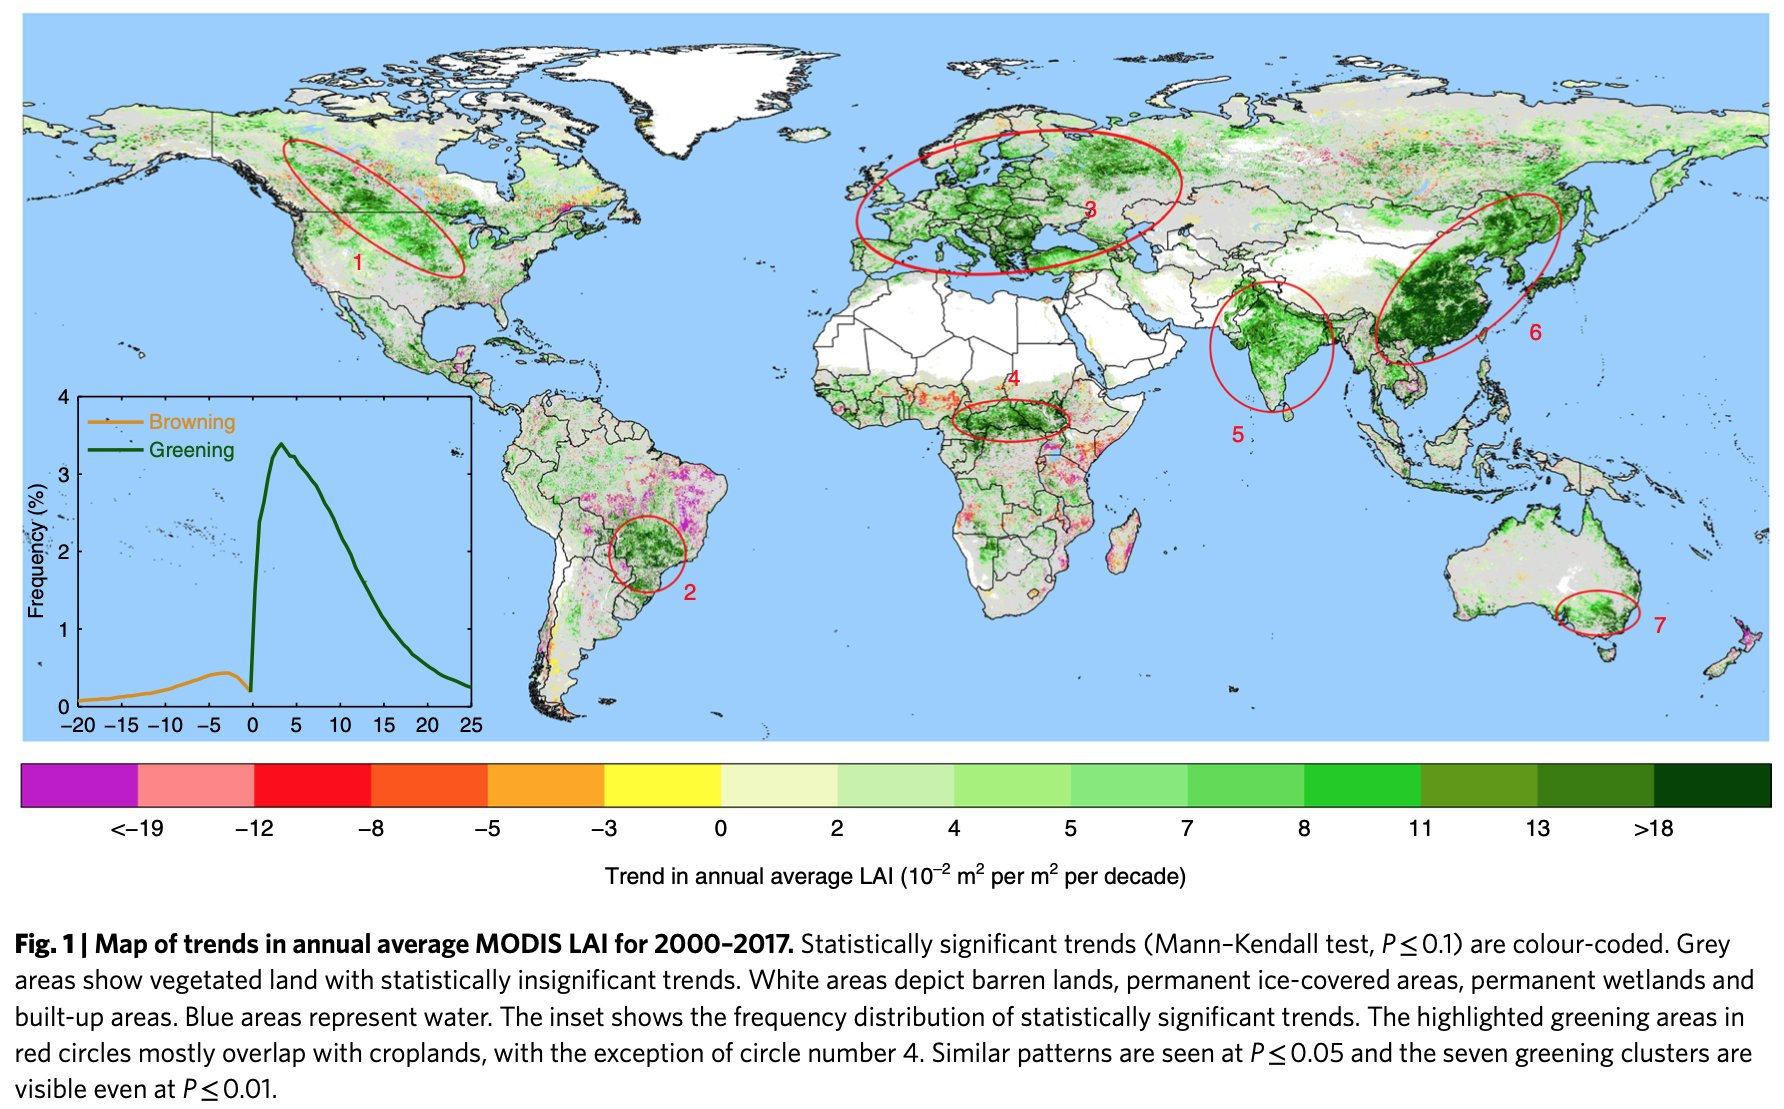 1
2
3
4
5
6
7
Browning
Greening
Frequency (%)
4
3
2
1
0
−20 −15 −10 −5 0 5 10 15 20 25
<−19 −12 −8 −5 −3 0 2 4 5 7 8 11 13 >18
Trend in annual average LAI (10⁻² m² per m² per decade)
Fig. 1 | Map of trends in annual average MODIS LAI for 2000–2017. Statistically significant trends (Mann–Kendall test, P ≤ 0.1) are colour-coded. Grey
areas show vegetated land with statistically insignificant trends. White areas depict barren lands, permanent ice-covered areas, permanent wetlands and
built-up areas. Blue areas represent water. The inset shows the frequency distribution of statistically significant trends. The highlighted greening areas in
red circles mostly overlap with croplands, with the exception of circle number 4. Similar patterns are seen at P ≤ 0.05 and the seven greening clusters are
visible even at P ≤ 0.01.